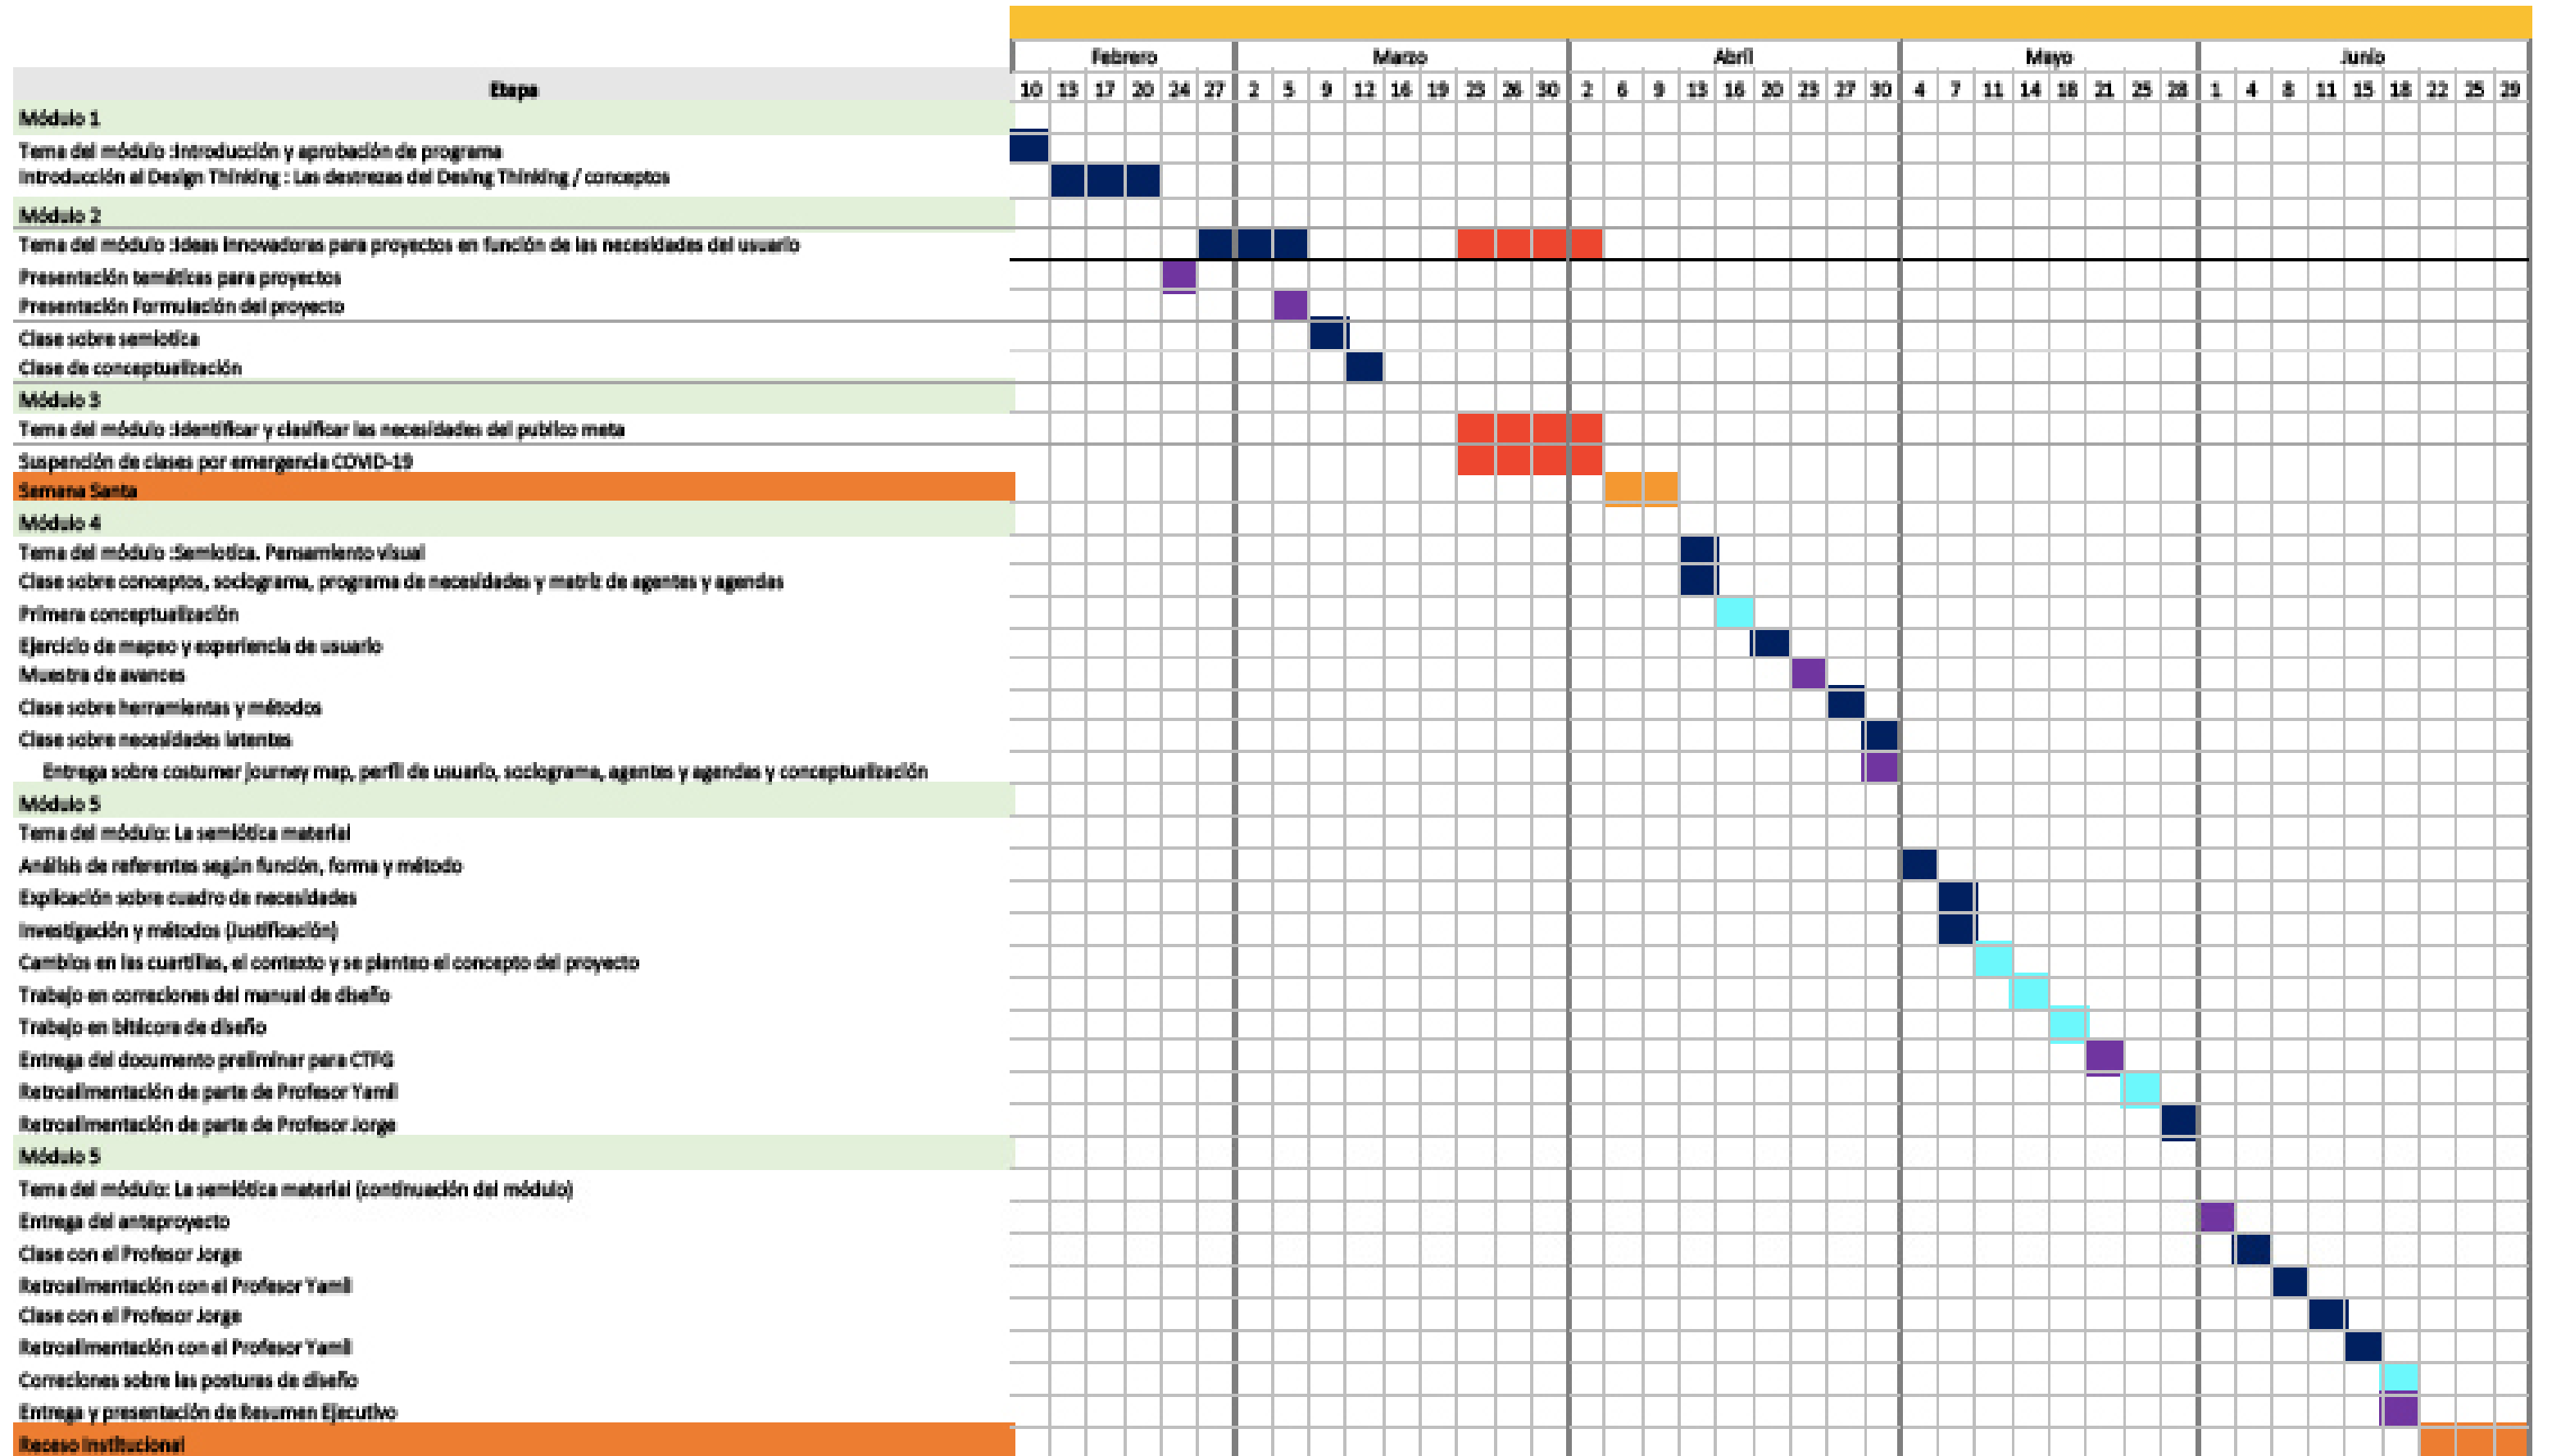 Febrero Marzo Abril Mayo Junio
Etapa 10 13 17 20 24 27 2 5 9 12 16 19 23 26 30 2 6 9 13 16 20 23 27 30 4 7 11 14 18 21 25 28 1 4 8 11 15 18 22 25 29
Módulo 1
Tema del módulo :Introducción y aprobación de programa
Introducción al Design Thinking : Las destrezas del Desing Thinking / conceptos
Módulo 2
Tema del módulo :Ideas innovadoras para proyectos en función de las necesidades del usuario
Presentación temáticas para proyectos
Presentación Formulación del proyecto
Clase sobre semiotica
Clase de conceptualización
Módulo 3
Tema del módulo :Identificar y clasificar las necesidades del publico meta
Suspención de clases por emergencia COVID-19
Semana Santa
Módulo 4
Tema del módulo :Semiotica. Pensamiento visual
Clase sobre conceptos, sociograma, programa de necesidades y matriz de agentes y agendas
Primera conceptualización
Ejercicio de mapeo y experiencia de usuario
Muestra de avances
Clase sobre herramientas y métodos
Clase sobre necesidades latentes
Entrega sobre costumer journey map, perfil de usuario, sociograma, agentes y agendas y conceptualización
Módulo 5
Tema del módulo: La semiótica material
Análisis de referentes según función, forma y método
Explicación sobre cuadro de necesidades
Investigación y métodos (Justificación)
Cambios en las cuartillas, el contexto y se planteo el concepto del proyecto
Trabajo en correciones del manual de diseño
Trabajo en bitácora de diseño
Entrega del documento preliminar para CTFG
Retroalimentación de parte de Profesor Yamil
Retroalimentación de parte de Profesor Jorge
Módulo 5
Tema del módulo: La semiótica material (continuación del módulo)
Entrega del anteproyecto
Clase con el Profesor Jorge
Retroalimentación con el Profesor Yamil
Clase con el Profesor Jorge
Retroalimentación con el Profesor Yamil
Correciones sobre las posturas de diseño
Entrega y presentación de Resumen Ejecutivo
Receso Institucional